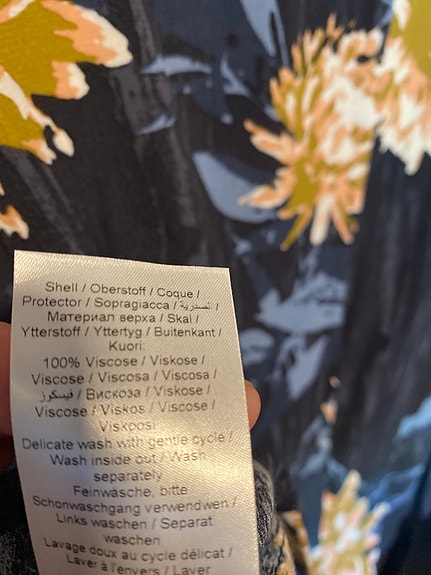 Shell / Oberstoff / Coque /
Protector / Sopragiacca / الصدرية /
Материал верха / Skal /
Ytterstoff / Yttertyg / Buitenkant /
Kuori:
100% Viscose / Viskose /
Viscose / Viscosa / Viscosa /
فيسكوز / Вискоза / Viskose /
Viscose / Viskos / Viscose /
Viskoosi
Delicate wash with gentle cycle /
Wash inside out / Wash
separately
Feinwäsche, bitte
Schonwaschgang verwenden /
Links waschen / Separat
waschen
Lavage doux au cycle délicat /
Laver à l'envers / Laver